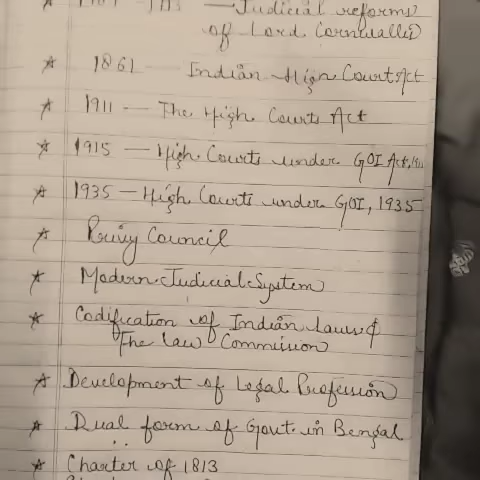 — Judicial reforms
of Lord Cornwallis
1861 — Indian High Courts Act
1911 — The High Courts Act
1915 — High Courts under GOI Act,
1935 — High Courts under GOI, 1935
Privy Council
Modern Judicial System
Codification of Indian Laws &
The Law Commission
Development of Legal Profession
Dual form of Govt. in Bengal
Charter of 1813